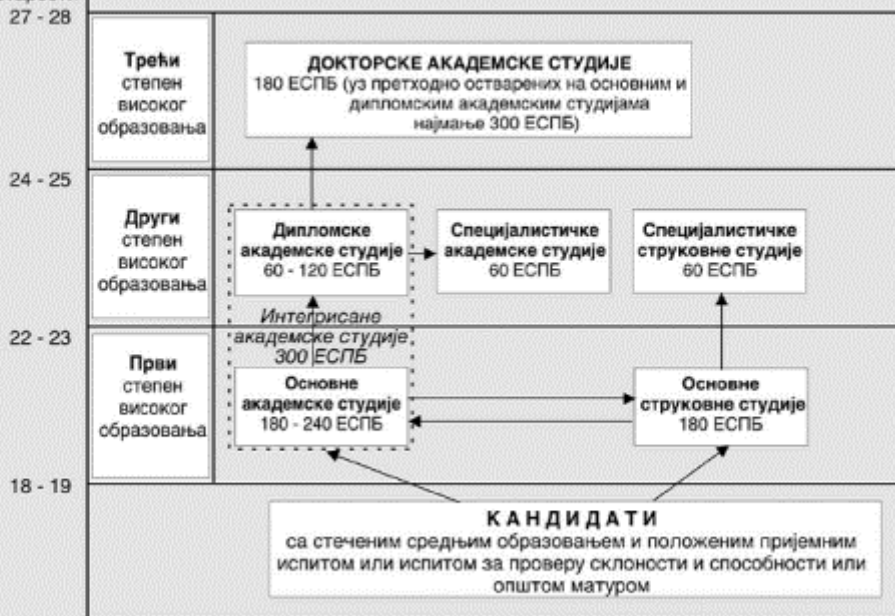 27 - 28
Трећи
степен
високог
образовања
ДОКТОРСКЕ АКАДЕМСКЕ СТУДИЈЕ
180 ЕСПБ (уз претходно остварених на основним и
дипломским академским студијама
најмање 300 ЕСПБ)
24 - 25
Други
степен
високог
образовања
Дипломске
академске студије
60 - 120 ЕСПБ
Специјалистичке
академске студије
60 ЕСПБ
Специјалистичке
струковне студије
60 ЕСПБ
Интегрисане
академске студије
300 ЕСПБ
22 - 23
Први
степен
високог
образовања
Основне
академске студије
180 - 240 ЕСПБ
Основне
струковне студије
180 ЕСПБ
18 - 19
КАНДИДАТИ
са стеченим средњим образовањем и положеним пријемним
испитом или испитом за проверу склоности и способности или
општом матуром